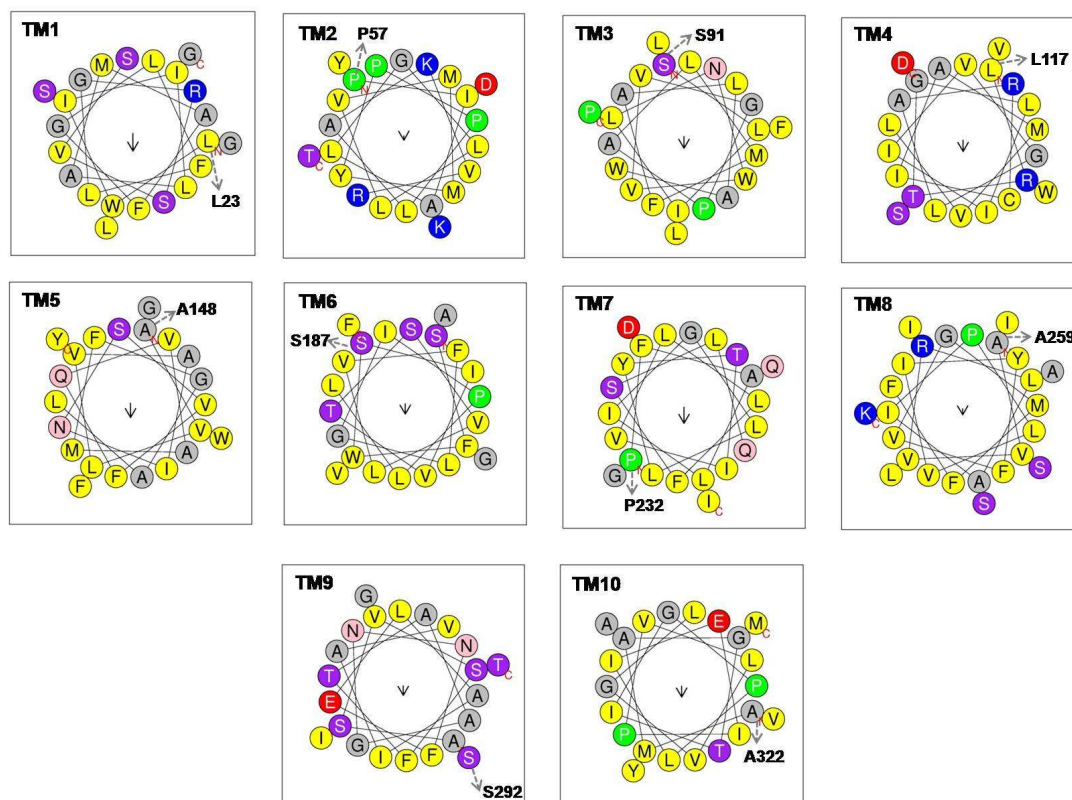 TM1
S L G C
G M I
S I R
G A
V L N G
A F
L W F S L
L
L23
TM2
P57
Y P G K
P N M D
V I
A P
T C L L
Y V
R L L A M
K
TM3
S91
L S N L N
V L
A G
P C L L F
A M
W W
V F I P A
L
TM4
L117
V
D N G A V L N R
A L
L M
I G
I R W
S T L V I C
TM5
G A148
S A N V
Y C V F A
Q G
L V
N V W
M A
F L F A I
TM6
A
F S I S S N
S187 F
V I
L P
T V
G F G
V W L L V L
TM7
D F L G L T
Y A Q
S L
I L
V Q
G P N L F L I
P232 I C
TM8
I R G P A N I
A259
I Y A
F L
K C I M
V L
L V V F A F V S
S
TM9
G
N V L A V
A N
T S T C
E A
I S A
G I F F A S
S292
TM10
A A V G L E M C
I G
G L
I P
P A N V
Y M L V T I
A322